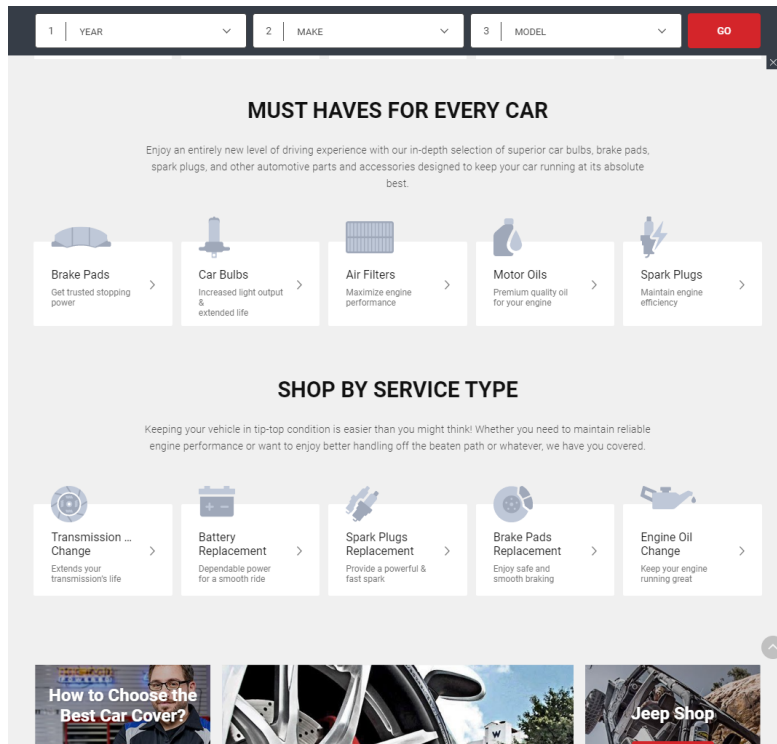 1 YEAR 2 MAKE 3 MODEL GO
MUST HAVES FOR EVERY CAR
Enjoy an entirely new level of driving experience with our in-depth selection of superior car bulbs, brake pads,
spark plugs, and other automotive parts and accessories designed to keep your car running at its absolute
best.
Brake Pads
Get trusted stopping
power
Car Bulbs
Increased light output
&
extended life
Air Filters
Maximize engine
performance
Motor Oils
Premium quality oil
for your engine
Spark Plugs
Maintain engine
efficiency
SHOP BY SERVICE TYPE
Keeping your vehicle in tip-top condition is easier than you might think! Whether you need to maintain reliable
engine performance or want to enjoy better handling off the beaten path or whatever, we have you covered.
Transmission ...
Change
Extends your
transmission's life
Battery
Replacement
Dependable power
for a smooth ride
Spark Plugs
Replacement
Provide a powerful &
fast spark
Brake Pads
Replacement
Enjoy safe and
smooth braking
Engine Oil
Change
Keep your engine
running great
How to Choose the
Best Car Cover?
W
Jeep Shop